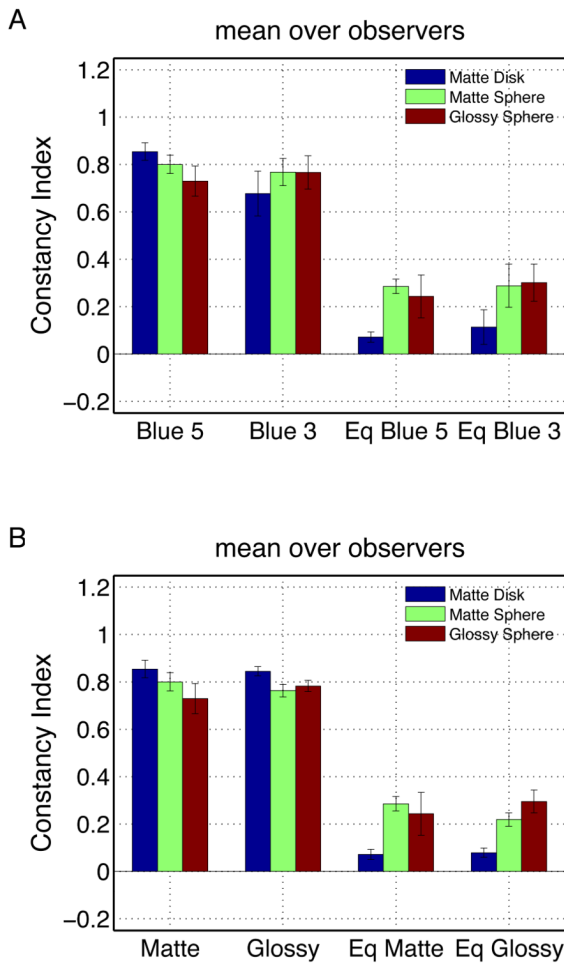 A
mean over observers
1.2
1
0.8
0.6
0.4
0.2
0
−0.2
Constancy Index
Matte Disk
Matte Sphere
Glossy Sphere
Blue 5 Blue 3 Eq Blue 5 Eq Blue 3
B
mean over observers
1.2
1
0.8
0.6
0.4
0.2
0
−0.2
Constancy Index
Matte Disk
Matte Sphere
Glossy Sphere
Matte Glossy Eq Matte Eq Glossy